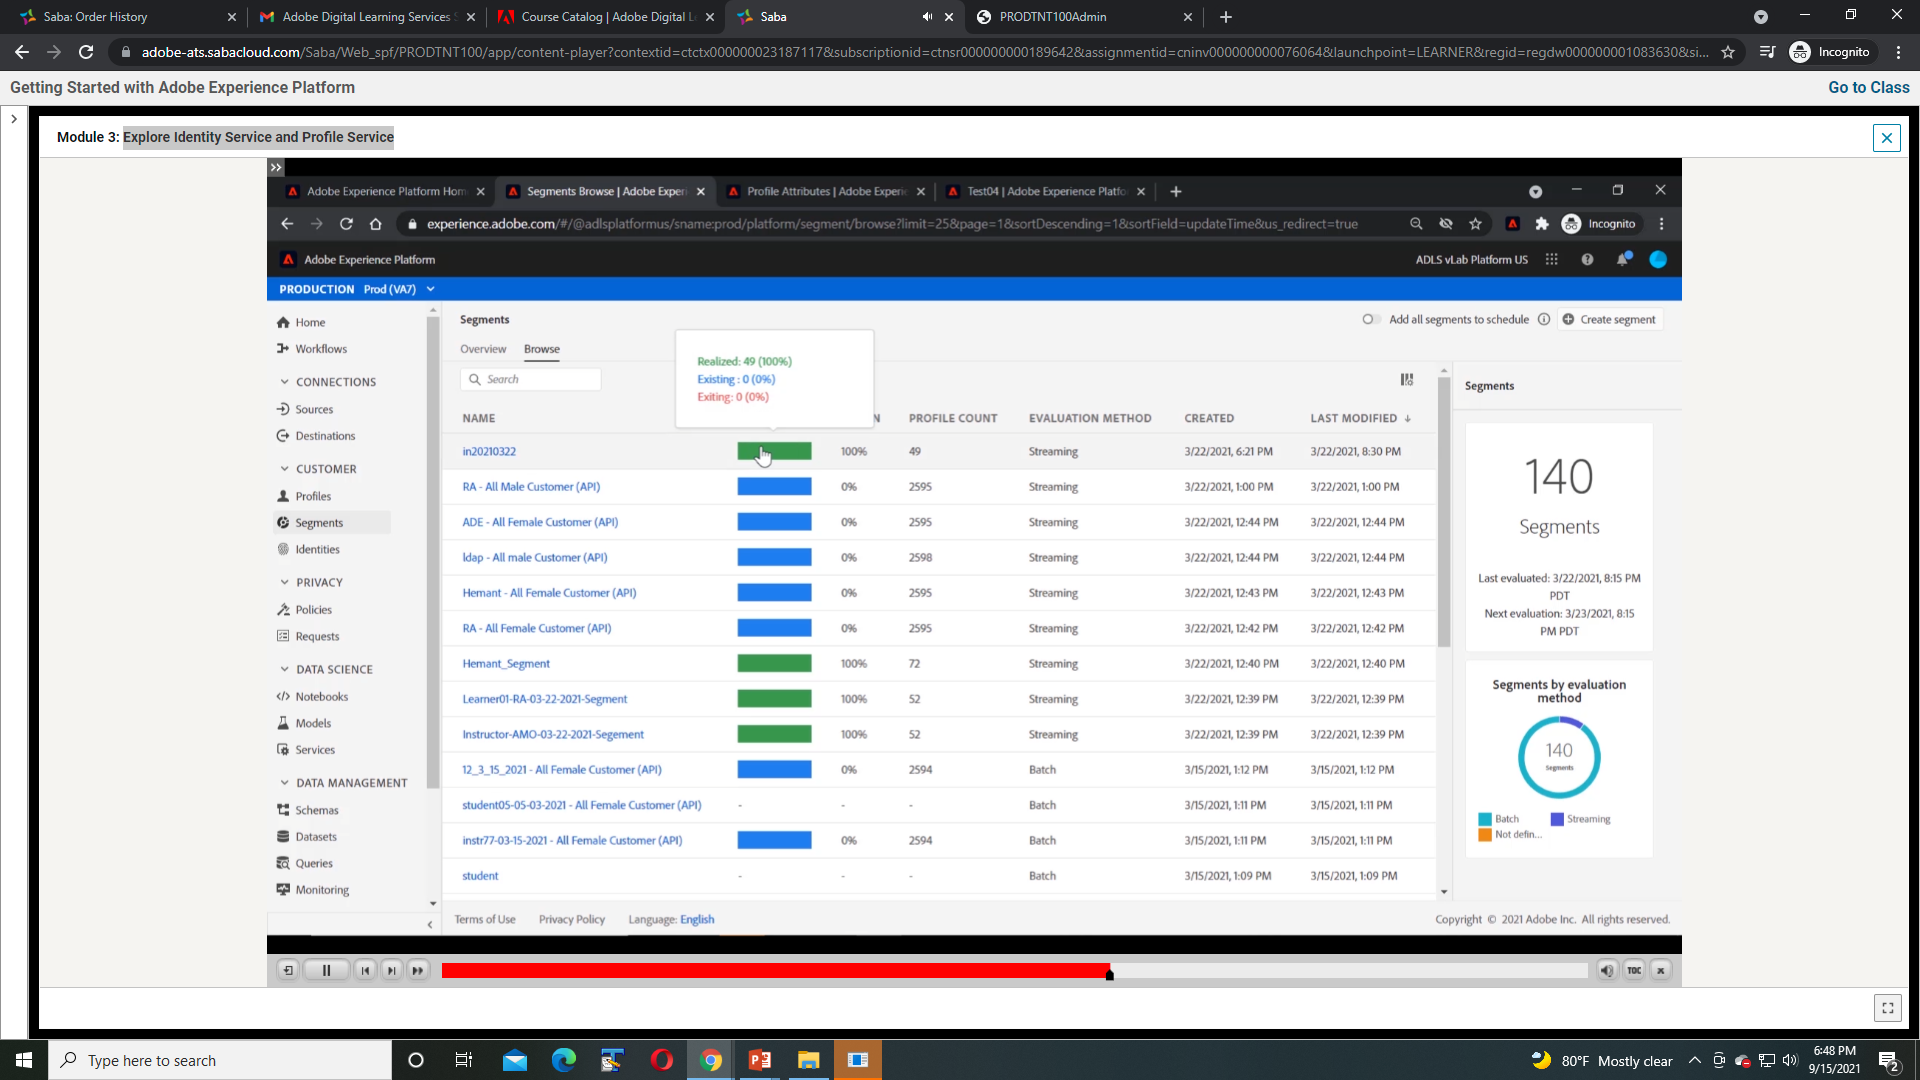 Saba: Order History
Adobe Digital Learning Services S
Course Catalog | Adobe Digital L
Saba
PRODTNT100Admin
adobe-ats.sabacloud.com/Saba/Web_spf/PRODTNT100/app/content-player?contextid=ctctx000000023187117&subscriptionid=ctnsr000000000189642&assignmentid=cninv000000000076064&launchpoint=LEARNER&regid=regdw000000001083630&si...
Incognito
Getting Started with Adobe Experience Platform
Go to Class
Module 3: Explore Identity Service and Profile Service
Adobe Experience Platform Hom
Segments Browse | Adobe Experi
Profile Attributes | Adobe Experie
Test04 | Adobe Experience Platfo
experience.adobe.com/#/@adlsplatformus/sname:prod/platform/segment/browse?limit=25&page=1&sortDescending=1&sortField=updateTime&us_redirect=true
Incognito
Adobe Experience Platform
ADLS vLab Platform US
PRODUCTION Prod (VA7)
Home
Workflows
CONNECTIONS
Sources
Destinations
CUSTOMER
Profiles
Segments
Identities
PRIVACY
Policies
Requests
DATA SCIENCE
Notebooks
Models
Services
DATA MANAGEMENT
Schemas
Datasets
Queries
Monitoring
Segments
Add all segments to schedule
Create segment
Overview Browse
Search
Realized: 49 (100%)
Existing : 0 (0%)
Exiting: 0 (0%)
NAME N PROFILE COUNT EVALUATION METHOD CREATED LAST MODIFIED
in20210322 100% 49 Streaming 3/22/2021, 6:21 PM 3/22/2021, 8:30 PM
RA - All Male Customer (API) 0% 2595 Streaming 3/22/2021, 1:00 PM 3/22/2021, 1:00 PM
ADE - All Female Customer (API) 0% 2595 Streaming 3/22/2021, 12:44 PM 3/22/2021, 12:44 PM
ldap - All male Customer (API) 0% 2598 Streaming 3/22/2021, 12:44 PM 3/22/2021, 12:44 PM
Hemant - All Female Customer (API) 0% 2595 Streaming 3/22/2021, 12:43 PM 3/22/2021, 12:43 PM
RA - All Female Customer (API) 0% 2595 Streaming 3/22/2021, 12:42 PM 3/22/2021, 12:42 PM
Hemant_Segment 100% 72 Streaming 3/22/2021, 12:40 PM 3/22/2021, 12:40 PM
Learner01-RA-03-22-2021-Segment 100% 52 Streaming 3/22/2021, 12:39 PM 3/22/2021, 12:39 PM
Instructor-AMO-03-22-2021-Segement 100% 52 Streaming 3/22/2021, 12:39 PM 3/22/2021, 12:39 PM
12_3_15_2021 - All Female Customer (API) 0% 2594 Batch 3/15/2021, 1:12 PM 3/15/2021, 1:12 PM
student05-05-03-2021 - All Female Customer (API) - - - Batch 3/15/2021, 1:11 PM 3/15/2021, 1:11 PM
instr77-03-15-2021 - All Female Customer (API) 0% 2594 Batch 3/15/2021, 1:11 PM 3/15/2021, 1:11 PM
student - - - Batch 3/15/2021, 1:09 PM 3/15/2021, 1:09 PM
Segments
140
Segments
Last evaluated: 3/22/2021, 8:15 PM
PDT
Next evaluation: 3/23/2021, 8:15
PM PDT
Segments by evaluation
method
140
Segments
Batch Streaming
Not defin...
Terms of Use Privacy Policy Language: English
Copyright © 2021 Adobe Inc. All rights reserved.
TOC
Type here to search
80°F Mostly clear
6:48 PM
9/15/2021
2